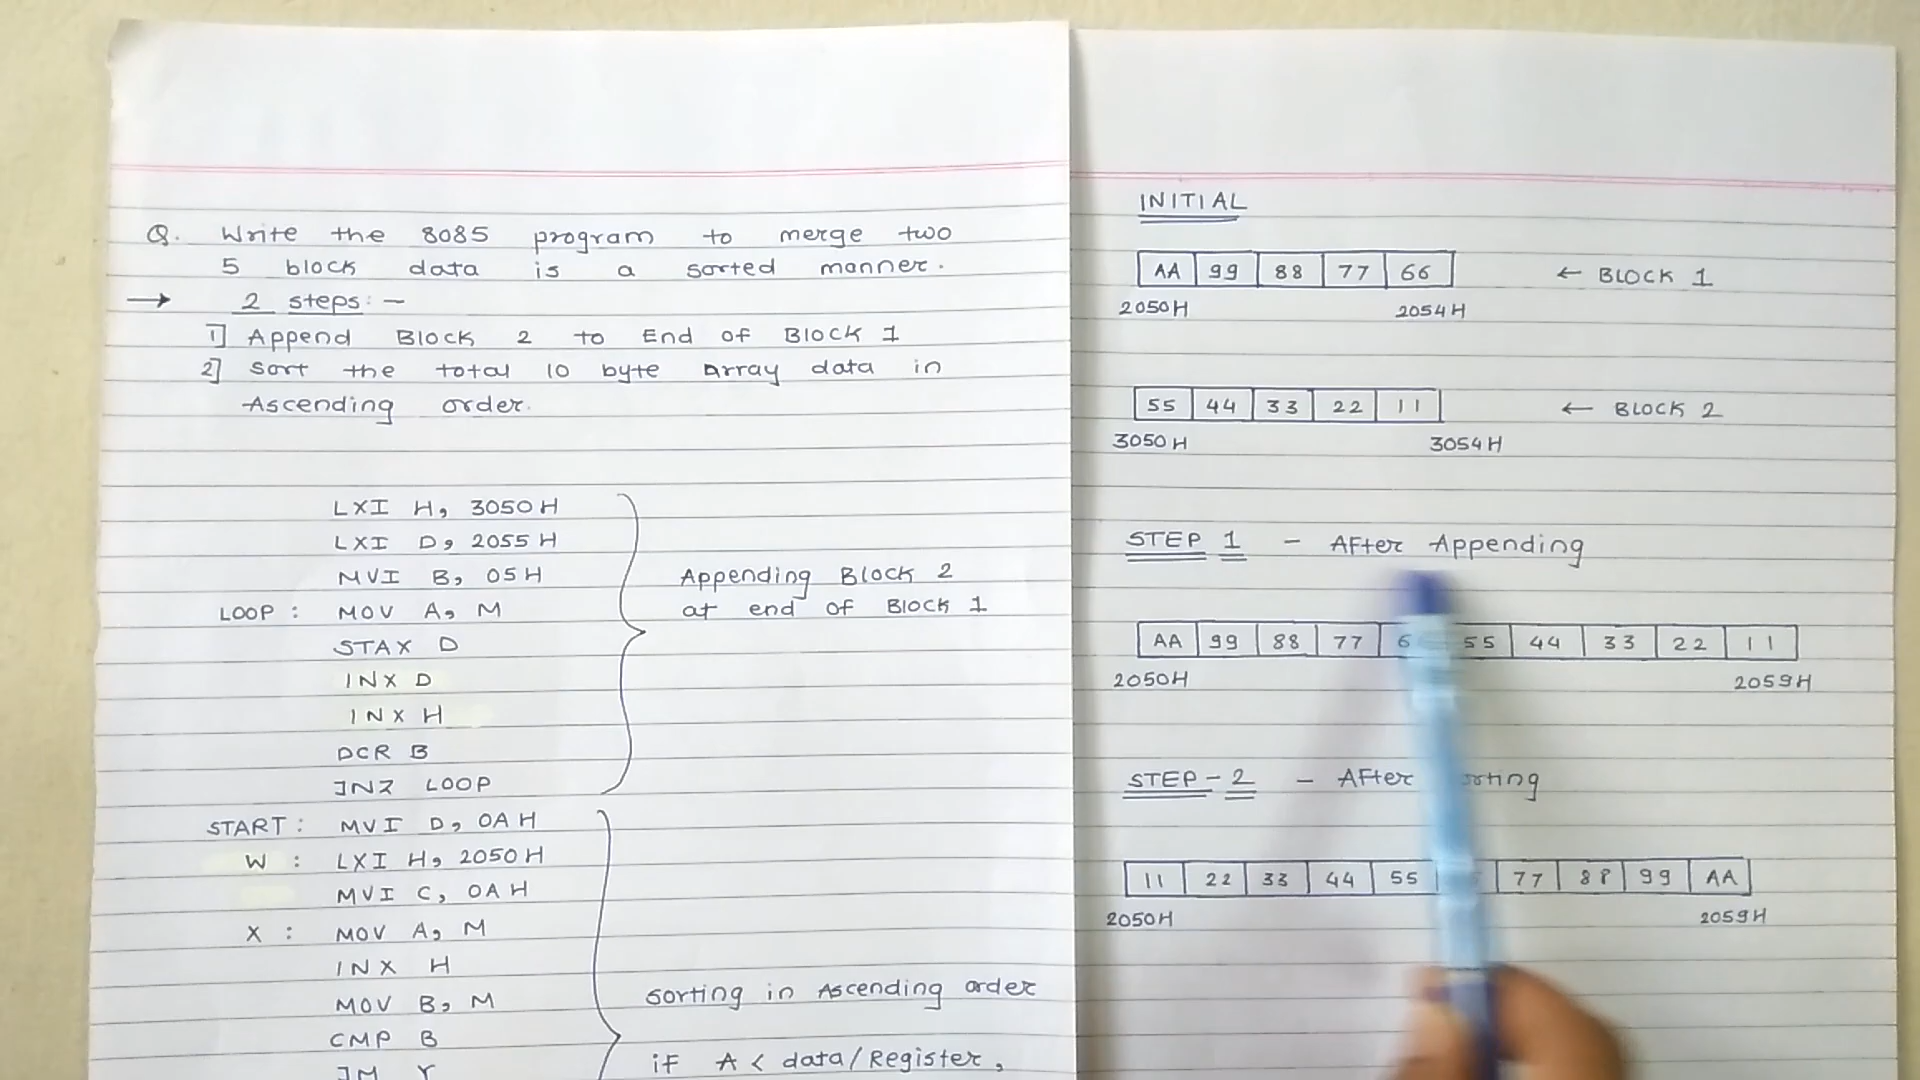 Q. Write the 8085 program to merge two
5 block data is a sorted manner.
→ 2 steps: -
1] Append Block 2 to End of Block 1
2] Sort the total 10 byte array data in
Ascending order.
LXI H, 3050H
LXI D, 2055H
MVI B, 05H
LOOP: MOV A, M
STAX D
INX D
INX H
DCR B
JNZ LOOP
Appending Block 2
at end of Block 1
START: MVI D, 0AH
W: LXI H, 2050H
MVI C, 0AH
X: MOV A, M
INX H
MOV B, M
CMP B
JM Y
Sorting in Ascending order
if A < data/Register,
INITIAL
AA 99 88 77 66 ← BLOCK 1
2050H 2054H
55 44 33 22 11 ← BLOCK 2
3050H 3054H
STEP 1 - After Appending
AA 99 88 77 6 55 44 33 22 11
2050H 2059H
STEP-2 - After orting
11 22 33 44 55 77 88 99 AA
2050H 2059H